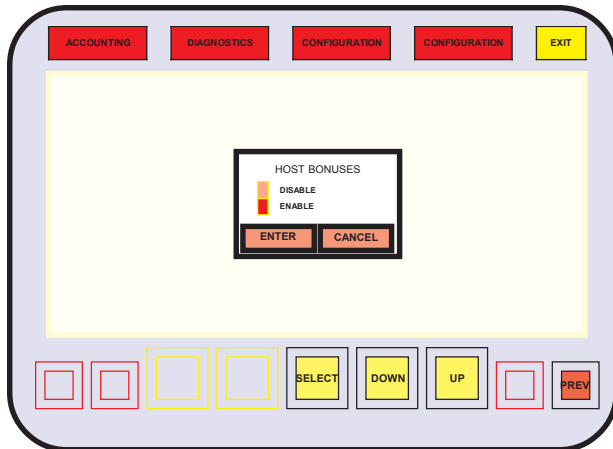 ACCOUNTING DIAGNOSTICS CONFIGURATION CONFIGURATION EXIT
HOST BONUSES
DISABLE
ENABLE
ENTER CANCEL
SELECT DOWN UP PREV